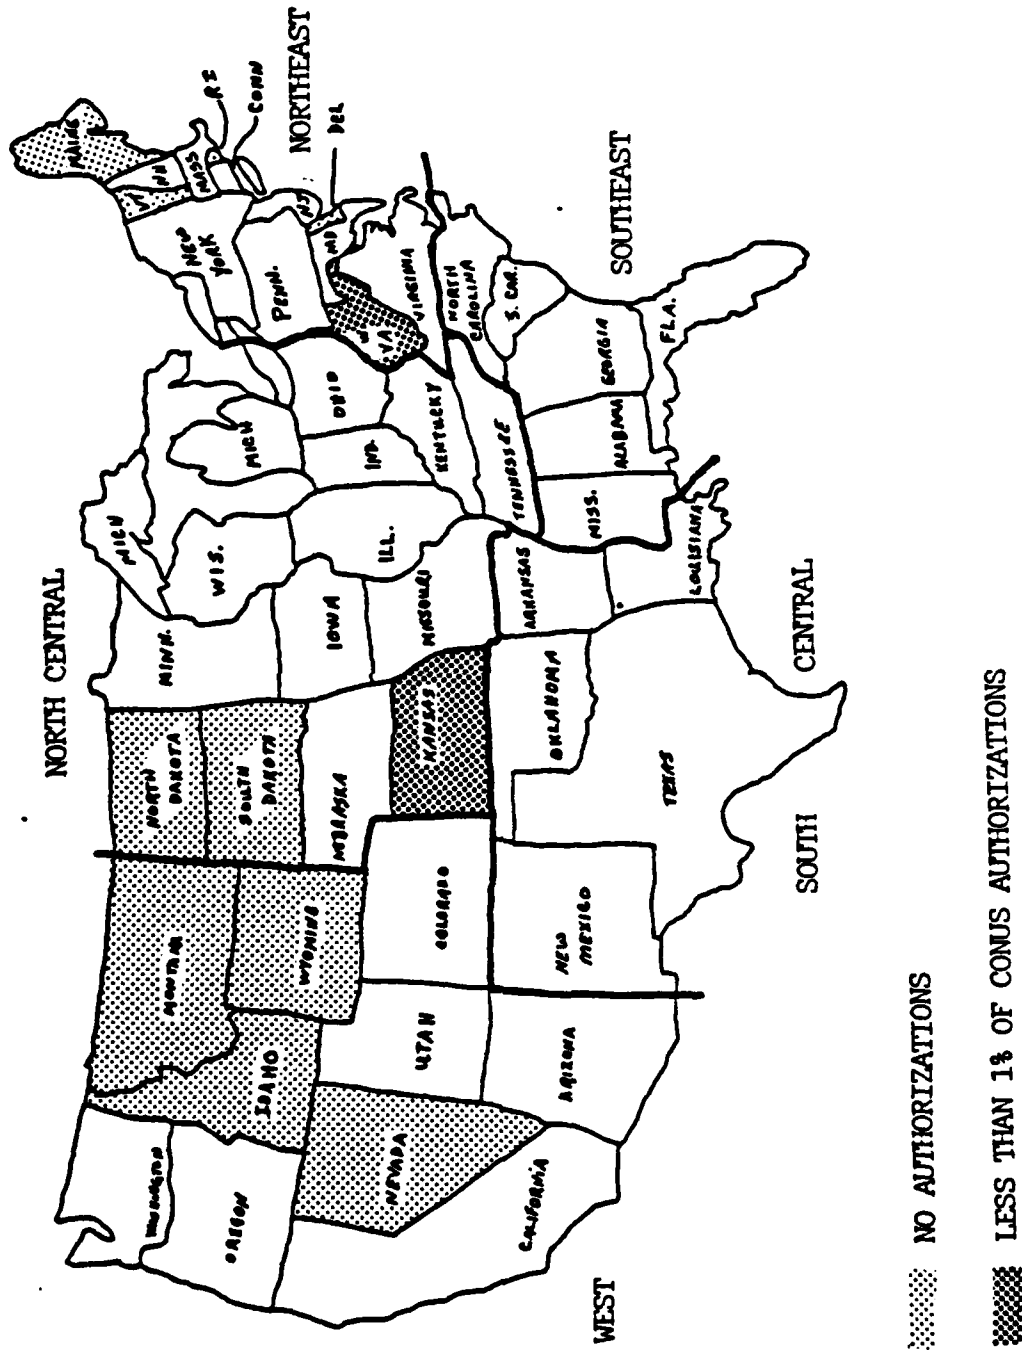 NORTH CENTRAL
NORTHEAST
SOUTHEAST
SOUTH
CENTRAL
WEST
WASHINGTON
OREGON
CALIFORNIA
NEVADA
IDAHO
MONTANA
WYOMING
UTAH
ARIZONA
COLORADO
NEW
MEXICO
NORTH
DAKOTA
SOUTH
DAKOTA
NEBRASKA
KANSAS
OKLAHOMA
TEXAS
MINN.
IOWA
MISSOURI
ARKANSAS
LOUISIANA
WIS.
ILL.
MICH
MICH
IND.
OHIO
KENTUCKY
TENNESSEE
MISS.
ALABAMA
GEORGIA
FLA.
S. CAR.
NORTH
CAROLINA
VIRGINIA
W
VA
MD
DEL
PENN.
NJ
NEW
YORK
CONN
RI
MASS
VT
NH
MAINE
NO AUTHORIZATIONS
LESS THAN 1% OF CONUS AUTHORIZATIONS